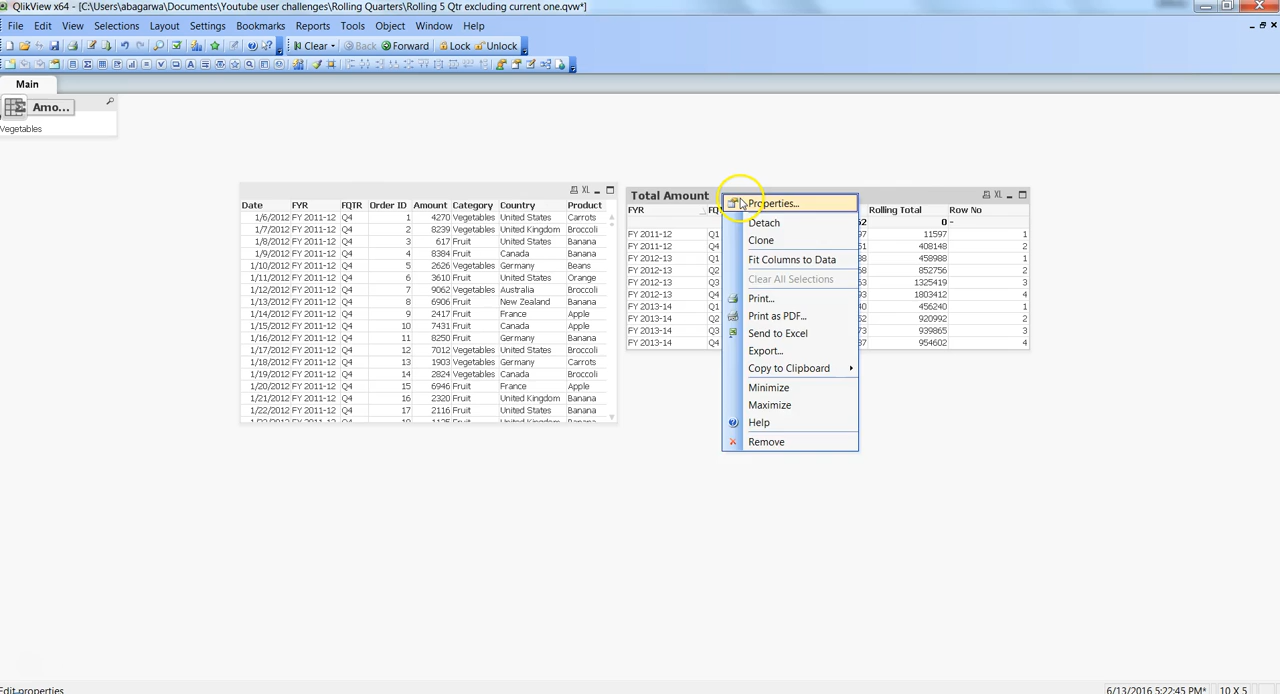 QlikView x64 - [C:\Users\abagarwa\Documents\Youtube user challenges\Rolling Quarters\Rolling 5 Qtr excluding current one.qvw*]
File Edit View Selections Layout Settings Bookmarks Reports Tools Object Window Help
Clear Back Forward Lock Unlock
Main
Amo...
Vegetables
Date FYR FQTR Order ID Amount Category Country Product
1/6/2012 FY 2011-12 Q4 1 4270 Vegetables United States Carrots
1/7/2012 FY 2011-12 Q4 2 8239 Vegetables United Kingdom Broccoli
1/8/2012 FY 2011-12 Q4 3 617 Fruit United States Banana
1/9/2012 FY 2011-12 Q4 4 8384 Fruit Canada Banana
1/10/2012 FY 2011-12 Q4 5 2626 Vegetables Germany Beans
1/11/2012 FY 2011-12 Q4 6 3610 Fruit United States Orange
1/12/2012 FY 2011-12 Q4 7 9062 Vegetables Australia Broccoli
1/13/2012 FY 2011-12 Q4 8 6906 Fruit New Zealand Banana
1/14/2012 FY 2011-12 Q4 9 2417 Fruit France Apple
1/15/2012 FY 2011-12 Q4 10 7431 Fruit Canada Apple
1/16/2012 FY 2011-12 Q4 11 8250 Fruit Germany Banana
1/17/2012 FY 2011-12 Q4 12 7012 Vegetables United States Broccoli
1/18/2012 FY 2011-12 Q4 13 1903 Vegetables Germany Carrots
1/19/2012 FY 2011-12 Q4 14 2824 Vegetables Canada Broccoli
1/20/2012 FY 2011-12 Q4 15 6946 Fruit France Apple
1/21/2012 FY 2011-12 Q4 16 2320 Fruit United Kingdom Banana
1/22/2012 FY 2011-12 Q4 17 2116 Fruit United States Banana
Total Amount
FYR Rolling Total Row No
0 -
FY 2011-12 Q1 11597 1
FY 2011-12 Q4 408148 2
FY 2012-13 Q1 458988 1
FY 2012-13 Q2 852756 2
FY 2012-13 Q3 1325419 3
FY 2012-13 Q4 1803412 4
FY 2013-14 Q1 456240 1
FY 2013-14 Q2 920992 2
FY 2013-14 Q3 939865 3
FY 2013-14 Q4 954602 4
Properties...
Detach
Clone
Fit Columns to Data
Clear All Selections
Print...
Print as PDF...
Send to Excel
Export...
Copy to Clipboard
Minimize
Maximize
Help
Remove
Edit properties
6/13/2016 5:22:45 PM* 10 X 5